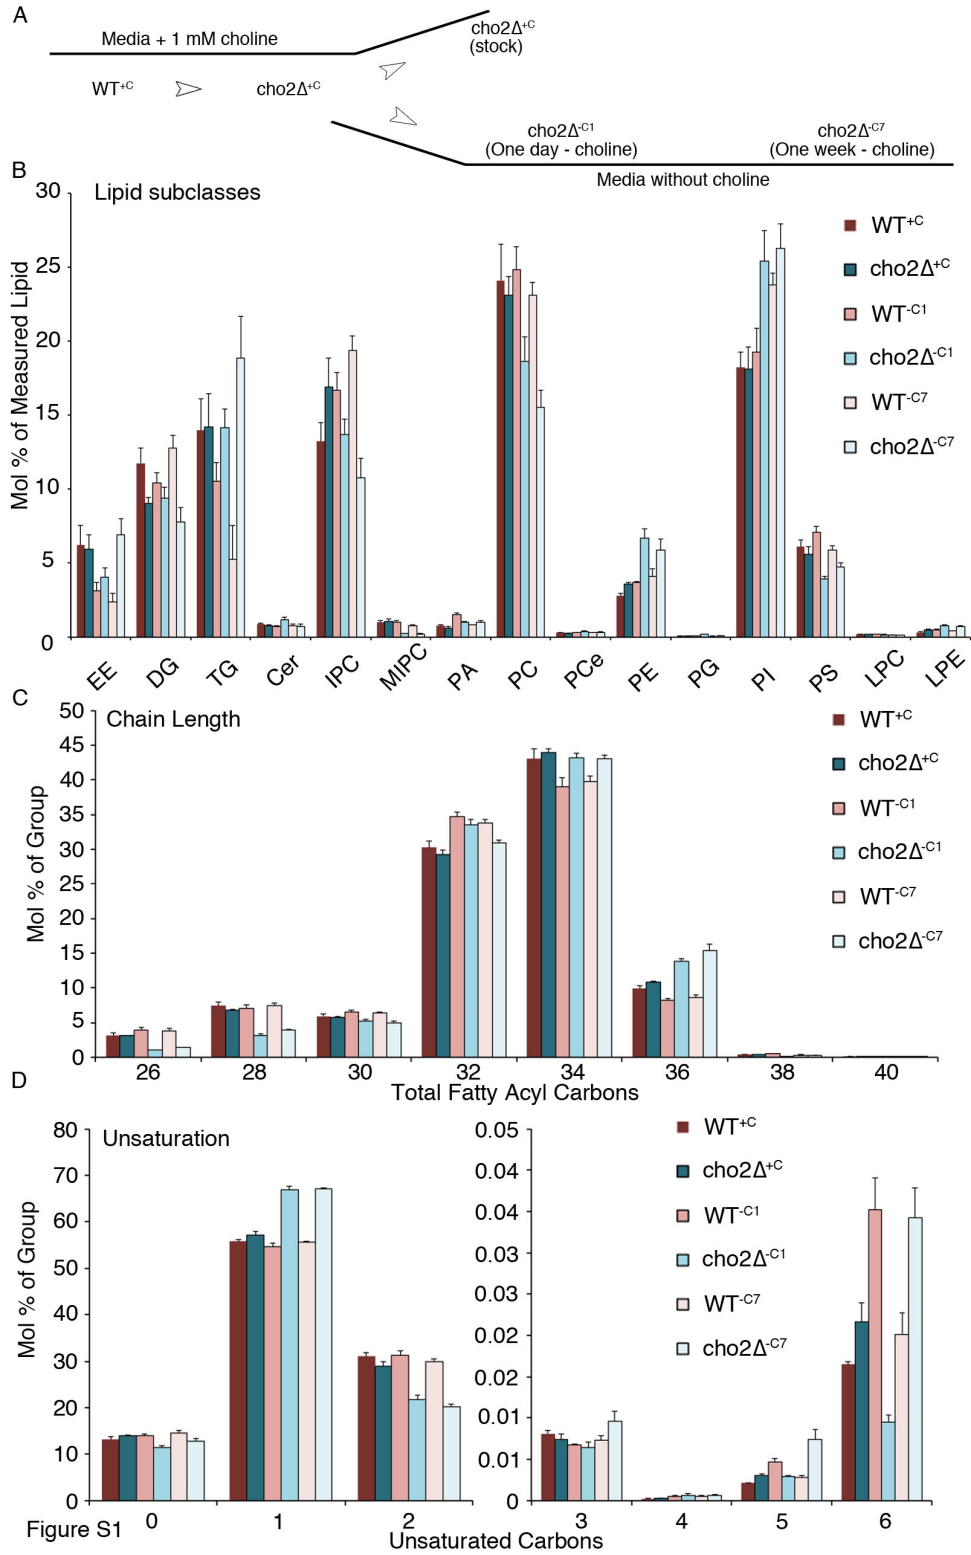 A
Media + 1 mM choline
cho2Δ+C
(stock)
WT+C
cho2Δ+C
cho2Δ-C1
(One day - choline)
cho2Δ-C7
(One week - choline)
Media without choline
B
Lipid subclasses
Mol % of Measured Lipid
30
25
20
15
10
5
0
WT+C
cho2Δ+C
WT-C1
cho2Δ-C1
WT-C7
cho2Δ-C7
EE DG TG Cer IPC MIPC PA PC PCe PE PG PI PS LPC LPE
C
Chain Length
Mol % of Group
50
45
40
35
30
25
20
15
10
5
0
WT+C
cho2Δ+C
WT-C1
cho2Δ-C1
WT-C7
cho2Δ-C7
26 28 30 32 34 36 38 40
Total Fatty Acyl Carbons
D
Unsaturation
Mol % of Group
80
70
60
50
40
30
20
10
0
0.05
0.04
0.04
0.03
0.03
0.02
0.02
0.01
0.01
0
WT+C
cho2Δ+C
WT-C1
cho2Δ-C1
WT-C7
cho2Δ-C7
0 1 2 3 4 5 6
Unsaturated Carbons
Figure S1